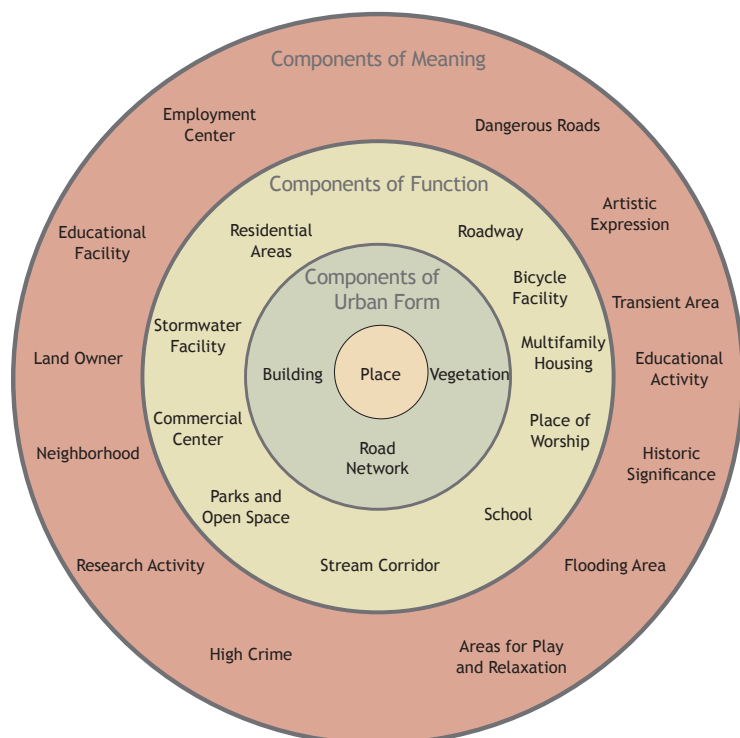 Components of Meaning
Employment
Center
Dangerous Roads
Components of Function
Artistic
Expression
Residential
Areas
Roadway
Educational
Facility
Components of
Urban Form
Bicycle
Facility
Transient Area
Stormwater
Facility
Multifamily
Housing
Land Owner
Educational
Activity
Building
Place
Vegetation
Commercial
Center
Place of
Worship
Neighborhood
Road
Network
Historic
Significance
Parks and
Open Space
School
Research Activity
Stream Corridor
Flooding Area
High Crime
Areas for Play
and Relaxation